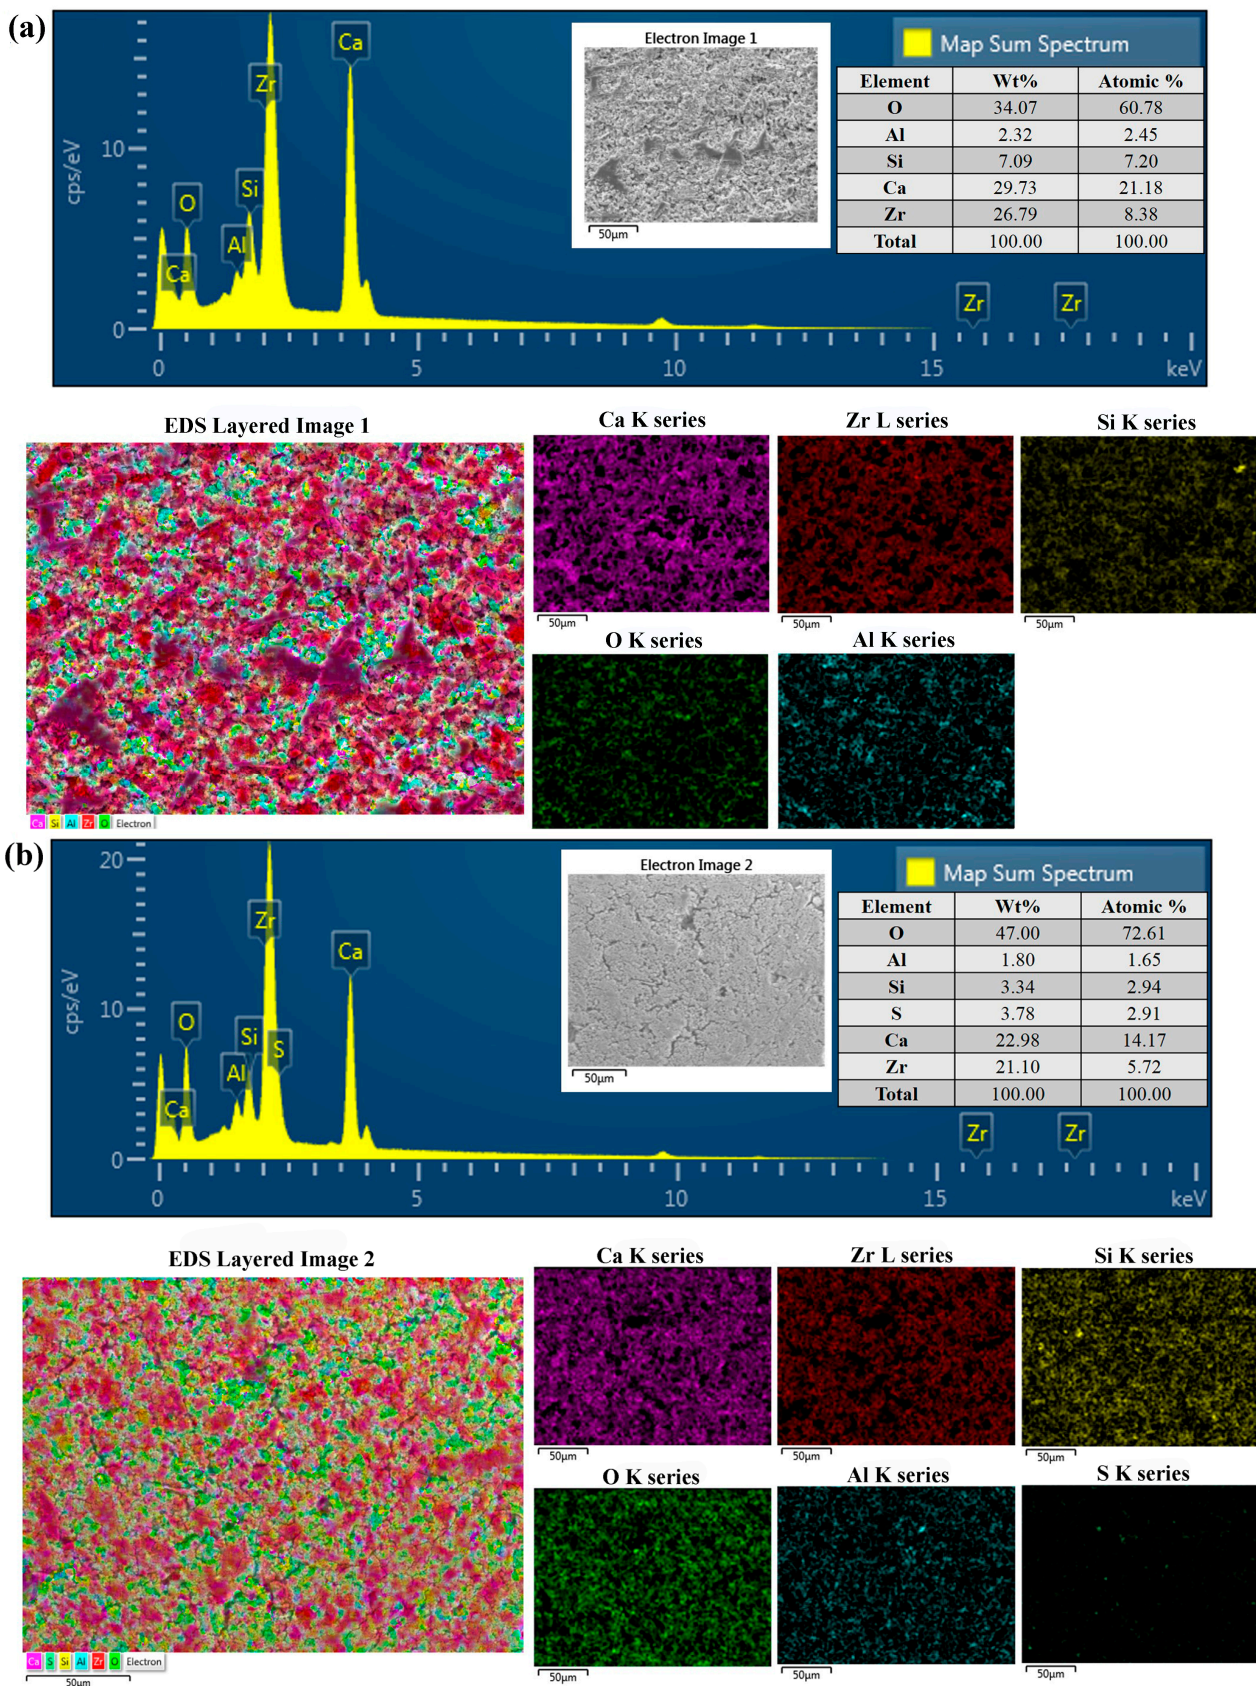 (a)
Electron Image 1
50μm
Map Sum Spectrum
Element Wt% Atomic %
O 34.07 60.78
Al 2.32 2.45
Si 7.09 7.20
Ca 29.73 21.18
Zr 26.79 8.38
Total 100.00 100.00
cps/eV
10
0
Ca
Zr
Si
O
Al
Ca
Zr
Zr
0 5 10 15 keV
EDS Layered Image 1
Ca Si Al Zr O Electron
Ca K series
50μm
Zr L series
50μm
Si K series
50μm
O K series
Al K series
(b)
Electron Image 2
50μm
Map Sum Spectrum
Element Wt% Atomic %
O 47.00 72.61
Al 1.80 1.65
Si 3.34 2.94
S 3.78 2.91
Ca 22.98 14.17
Zr 21.10 5.72
Total 100.00 100.00
cps/eV
20
10
0
Zr
Ca
O
Si
S
Al
Ca
Zr
Zr
0 5 10 15 keV
EDS Layered Image 2
Ca S Si Al Zr O Electron
50μm
Ca K series
50μm
Zr L series
50μm
Si K series
50μm
O K series
50μm
Al K series
50μm
S K series
50μm